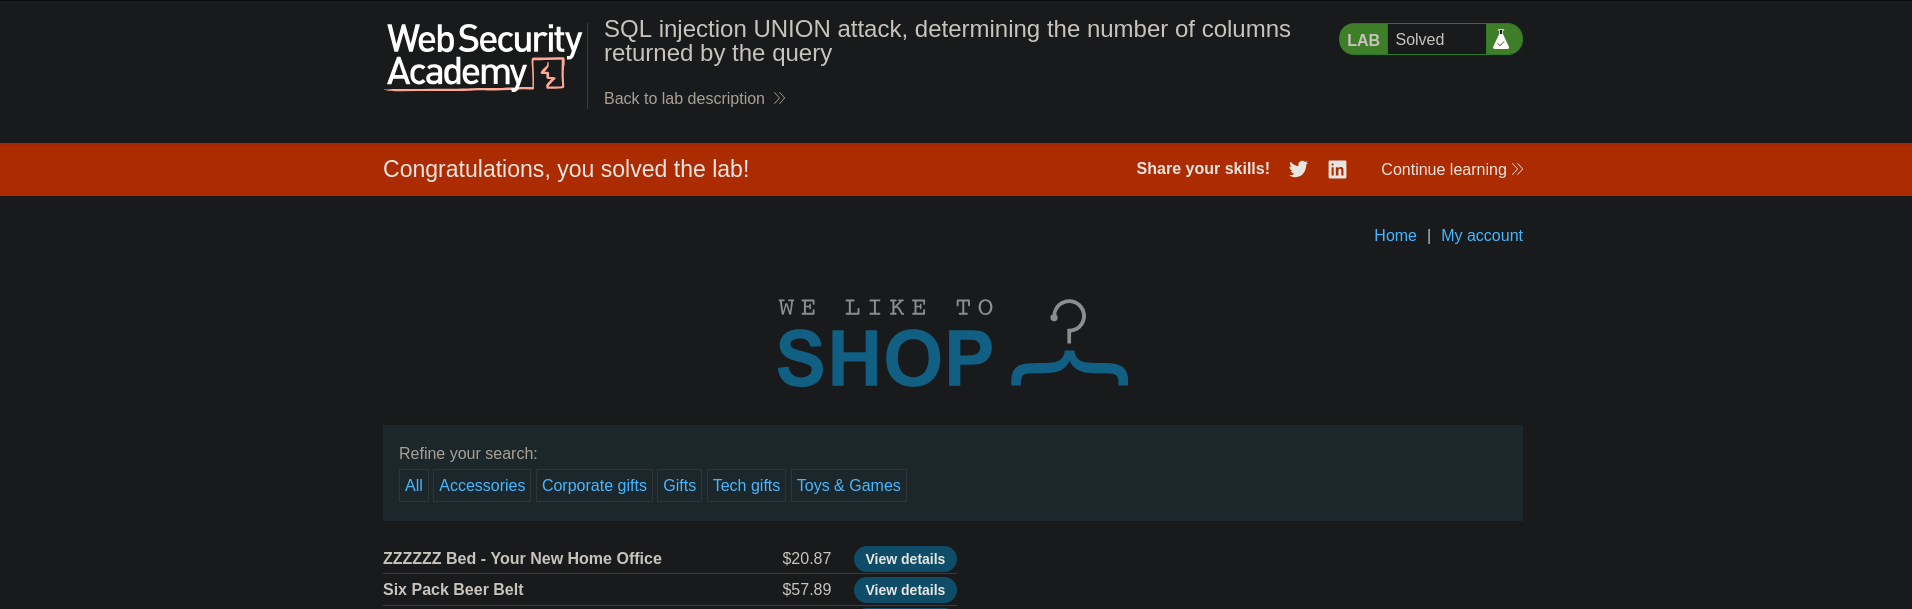 Web Security
Academy
SQL injection UNION attack, determining the number of columns
returned by the query
Back to lab description
LAB Solved
Congratulations, you solved the lab!
Share your skills!
Continue learning
Home | My account
WE LIKE TO
SHOP
Refine your search:
All Accessories Corporate gifts Gifts Tech gifts Toys & Games
ZZZZZZ Bed - Your New Home Office $20.87 View details
Six Pack Beer Belt $57.89 View details